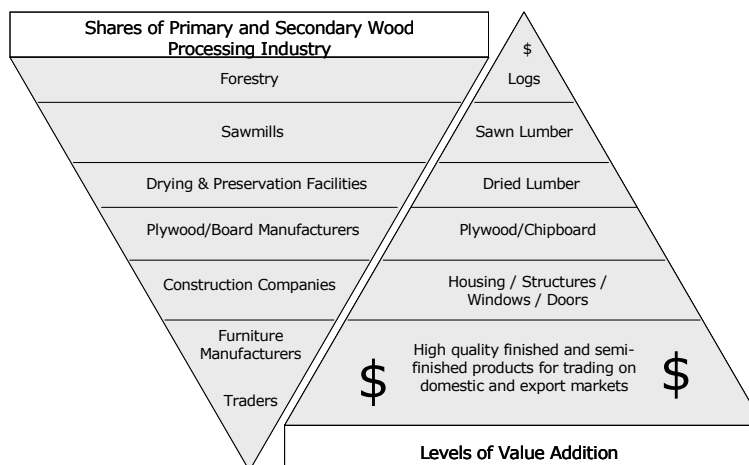 Shares of Primary and Secondary Wood
Processing Industry
Forestry
Sawmills
Drying & Preservation Facilities
Plywood/Board Manufacturers
Construction Companies
Furniture
Manufacturers
Traders
$
Logs
Sawn Lumber
Dried Lumber
Plywood/Chipboard
Housing / Structures /
Windows / Doors
$
High quality finished and semi-
finished products for trading on
domestic and export markets
$
Levels of Value Addition